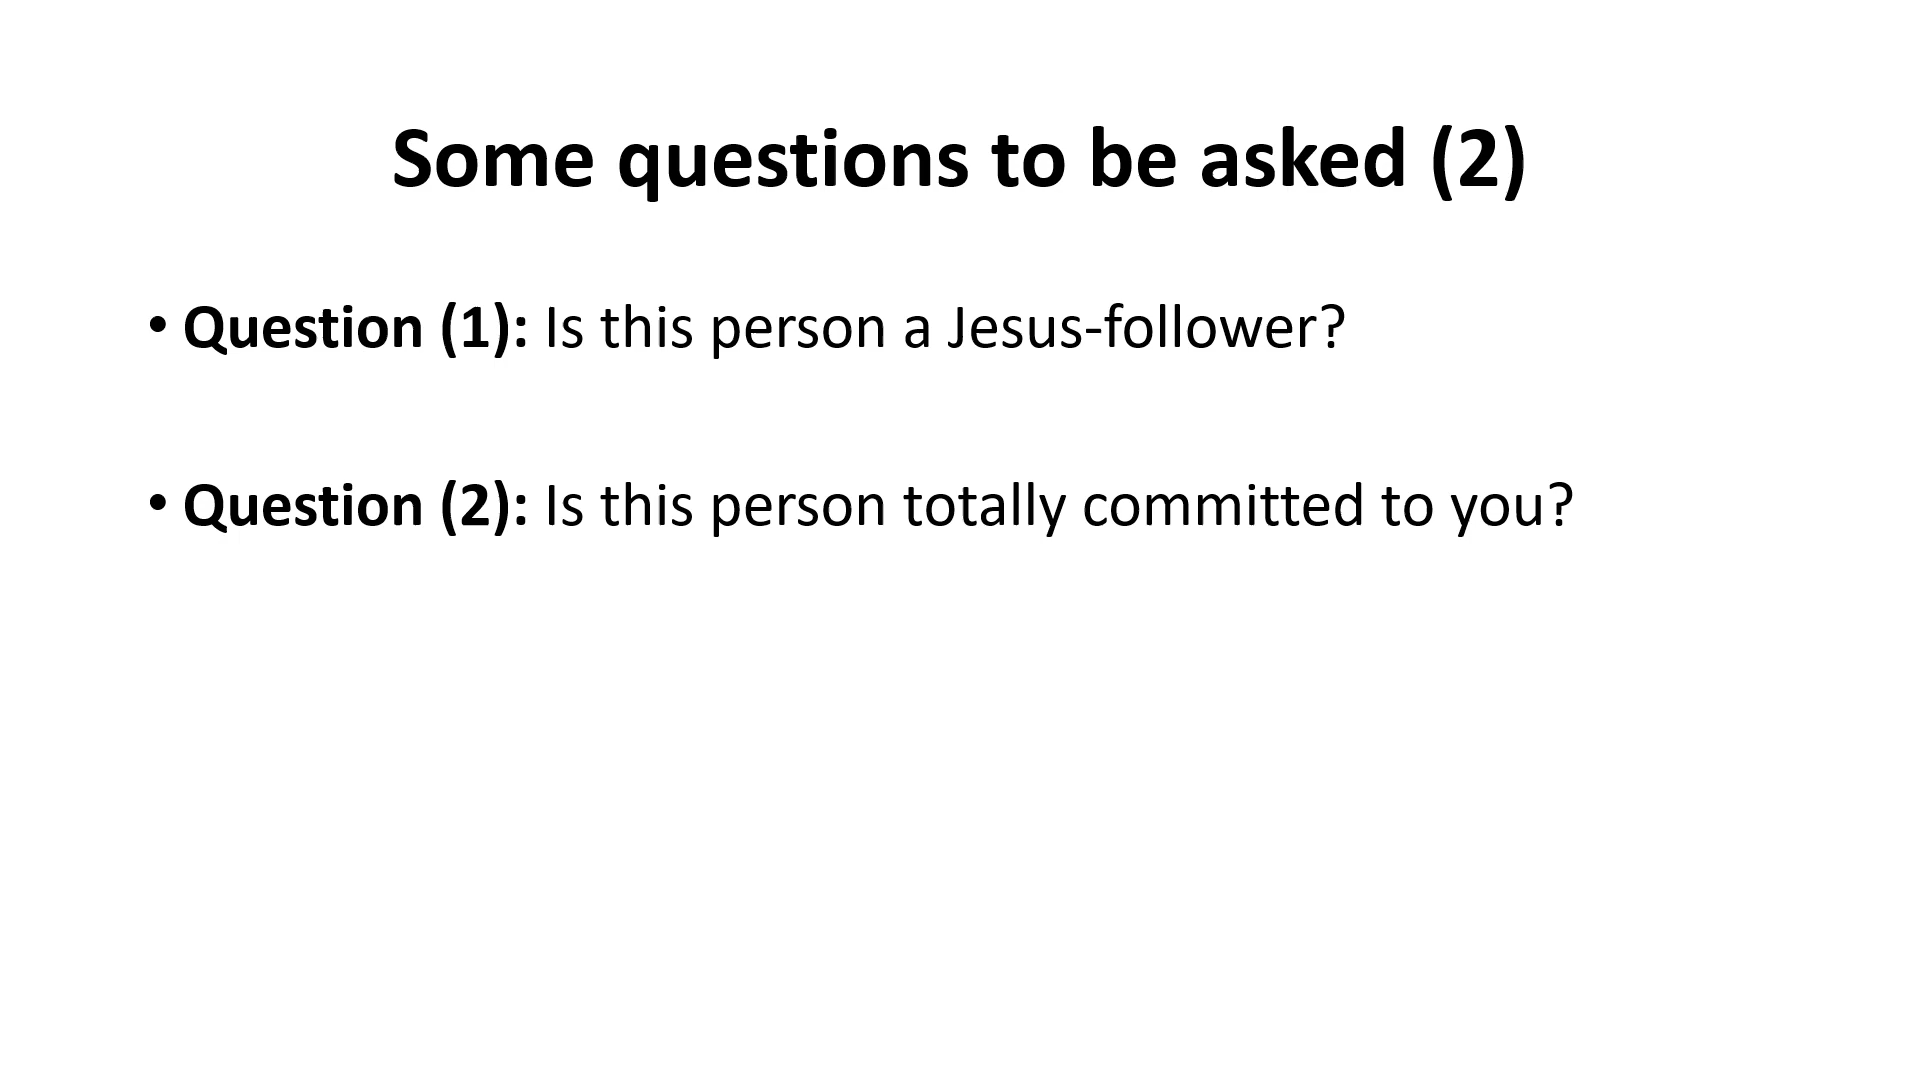 Some questions to be asked (2)
• Question (1): Is this person a Jesus-follower?
• Question (2): Is this person totally committed to you?